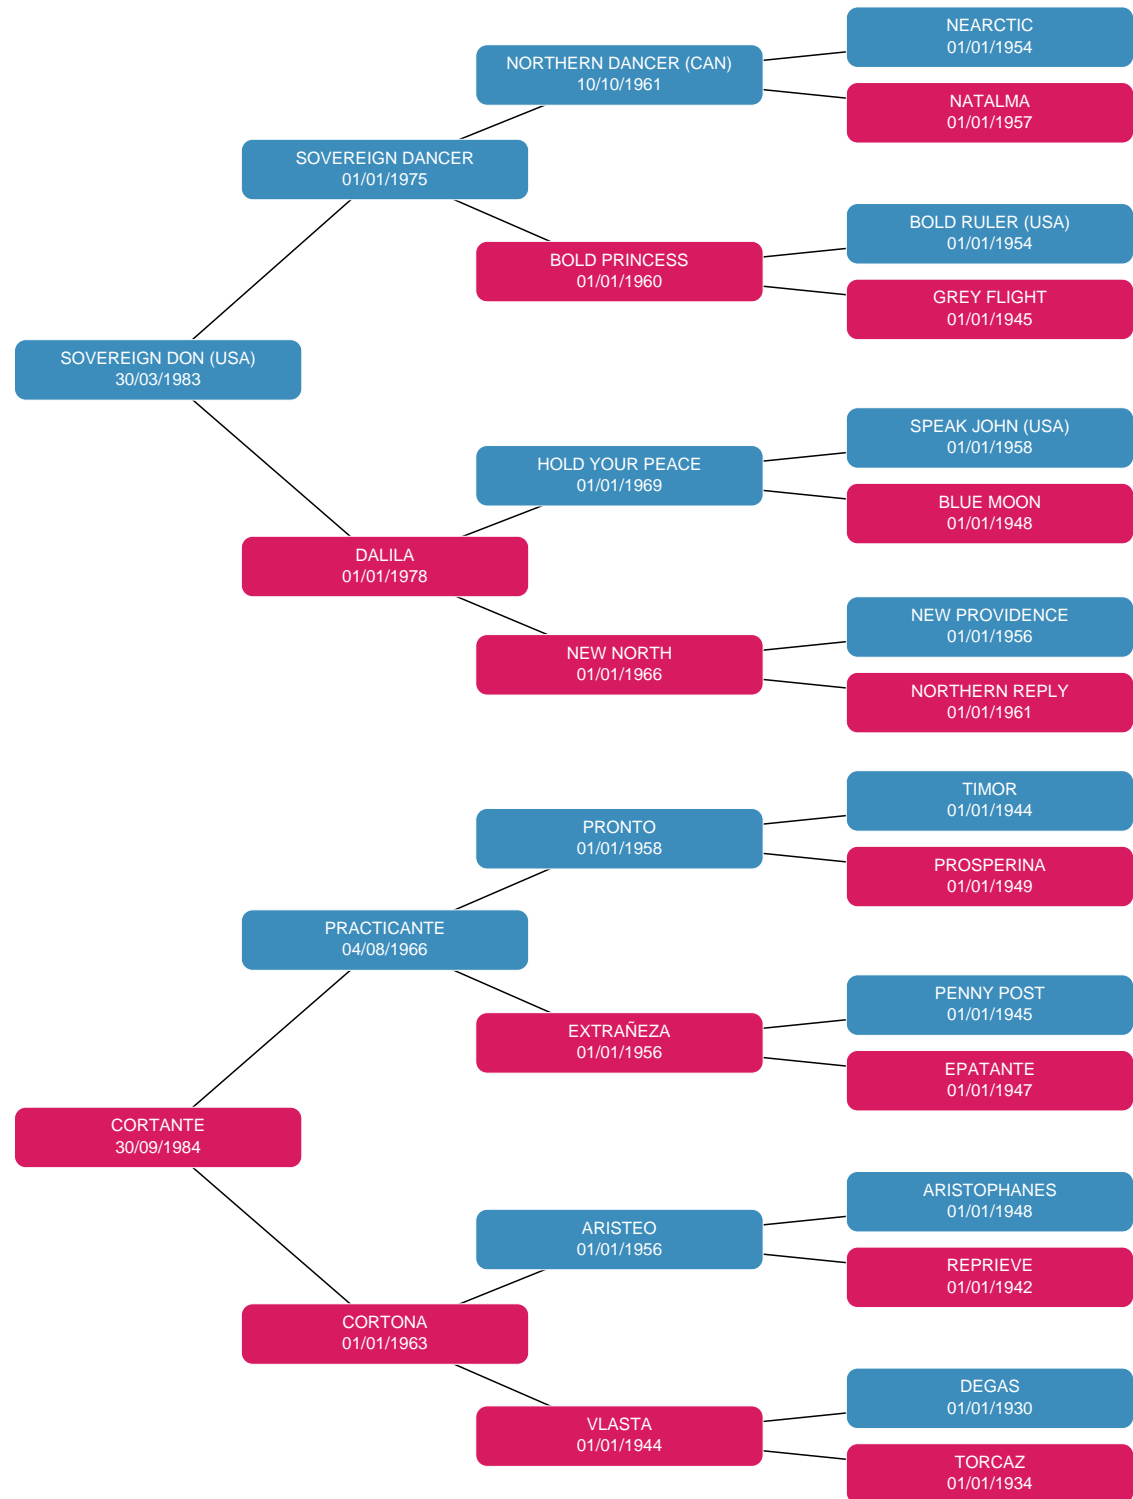 NEARCTIC
01/01/1954
NORTHERN DANCER (CAN)
10/10/1961
NATALMA
01/01/1957
SOVEREIGN DANCER
01/01/1975
BOLD RULER (USA)
01/01/1954
BOLD PRINCESS
01/01/1960
GREY FLIGHT
01/01/1945
SOVEREIGN DON (USA)
30/03/1983
SPEAK JOHN (USA)
01/01/1958
HOLD YOUR PEACE
01/01/1969
BLUE MOON
01/01/1948
DALILA
01/01/1978
NEW PROVIDENCE
01/01/1956
NEW NORTH
01/01/1966
NORTHERN REPLY
01/01/1961
TIMOR
01/01/1944
PRONTO
01/01/1958
PROSPERINA
01/01/1949
PRACTICANTE
04/08/1966
PENNY POST
01/01/1945
EXTRAÑEZA
01/01/1956
EPATANTE
01/01/1947
CORTANTE
30/09/1984
ARISTOPHANES
01/01/1948
ARISTEO
01/01/1956
REPRIEVE
01/01/1942
CORTONA
01/01/1963
DEGAS
01/01/1930
VLASTA
01/01/1944
TORCAZ
01/01/1934